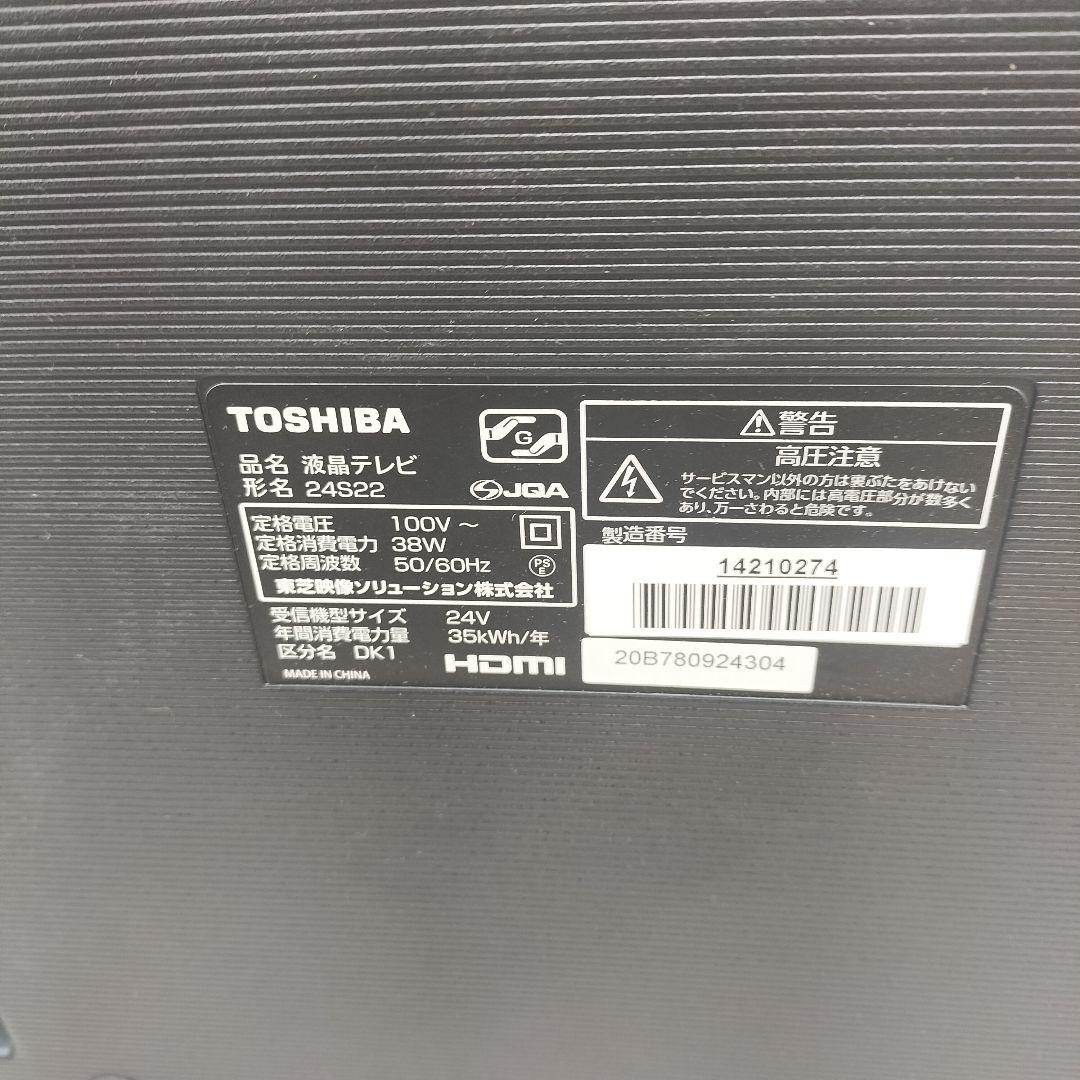 TOSHIBA
G
品名 液晶テレビ
形名 24S22
JQA
定格電圧 100V ～
定格消費電力 38W
定格周波数 50/60Hz
PS
E
東芝映像ソリューション株式会社
受信機型サイズ 24V
年間消費電力量 35kWh/年
区分名 DK1
HDMI
MADE IN CHINA
警告
高圧注意
サービスマン以外の方は裏ぶたをあけない
でください。内部には高電圧部分が数多く
あり、万一さわると危険です。
製造番号
14210274
20B780924304